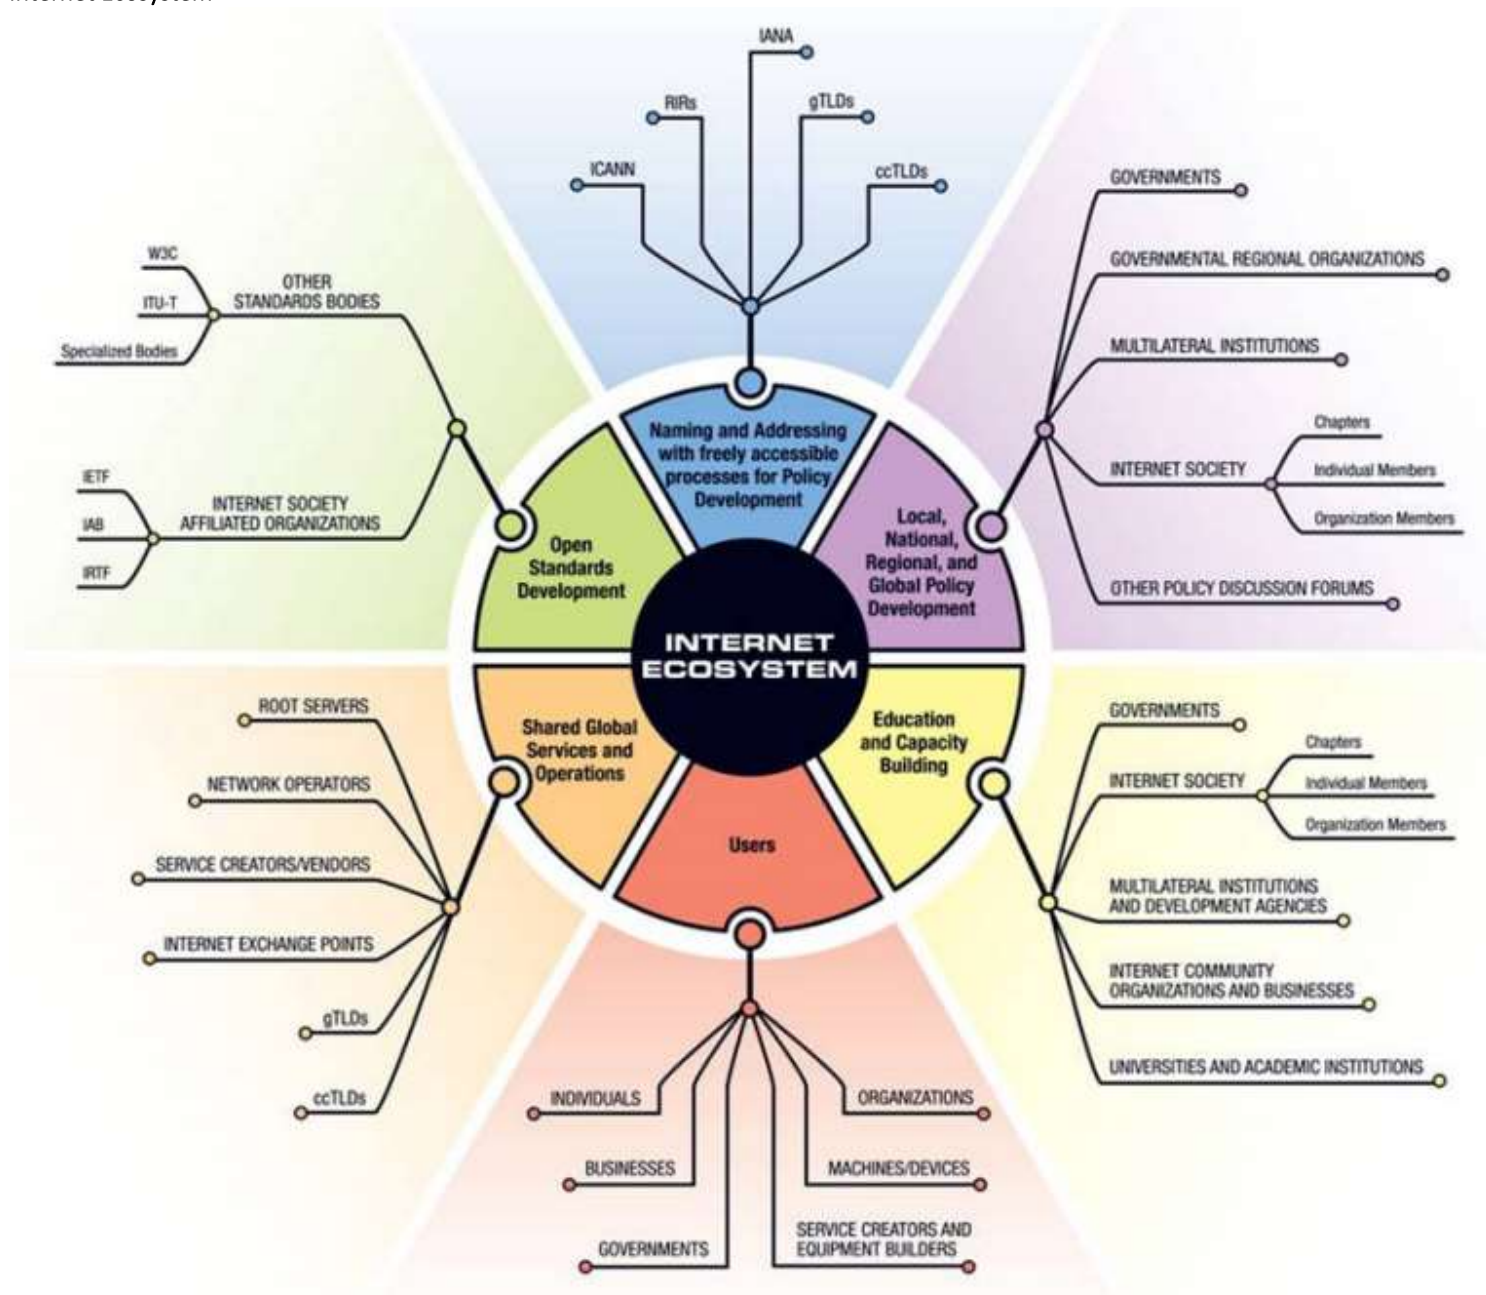 Internet Ecosystem
IANA
RIRs
gTLDs
ICANN
ccTLDs
W3C
ITU-T
Specialized Bodies
OTHER
STANDARDS BODIES
IETF
IAB
IRTF
INTERNET SOCIETY
AFFILIATED ORGANIZATIONS
GOVERNMENTS
GOVERNMENTAL REGIONAL ORGANIZATIONS
MULTILATERAL INSTITUTIONS
INTERNET SOCIETY
Chapters
Individual Members
Organization Members
OTHER POLICY DISCUSSION FORUMS
Naming and Addressing
with freely accessible
processes for Policy
Development
Open
Standards
Development
Local,
National,
Regional, and
Global Policy
Development
INTERNET
ECOSYSTEM
Shared Global
Services and
Operations
Education
and Capacity
Building
Users
ROOT SERVERS
NETWORK OPERATORS
SERVICE CREATORS/VENDORS
INTERNET EXCHANGE POINTS
gTLDs
ccTLDs
GOVERNMENTS
INTERNET SOCIETY
Chapters
Individual Members
Organization Members
MULTILATERAL INSTITUTIONS
AND DEVELOPMENT AGENCIES
INTERNET COMMUNITY
ORGANIZATIONS AND BUSINESSES
UNIVERSITIES AND ACADEMIC INSTITUTIONS
INDIVIDUALS
BUSINESSES
GOVERNMENTS
ORGANIZATIONS
MACHINES/DEVICES
SERVICE CREATORS AND
EQUIPMENT BUILDERS